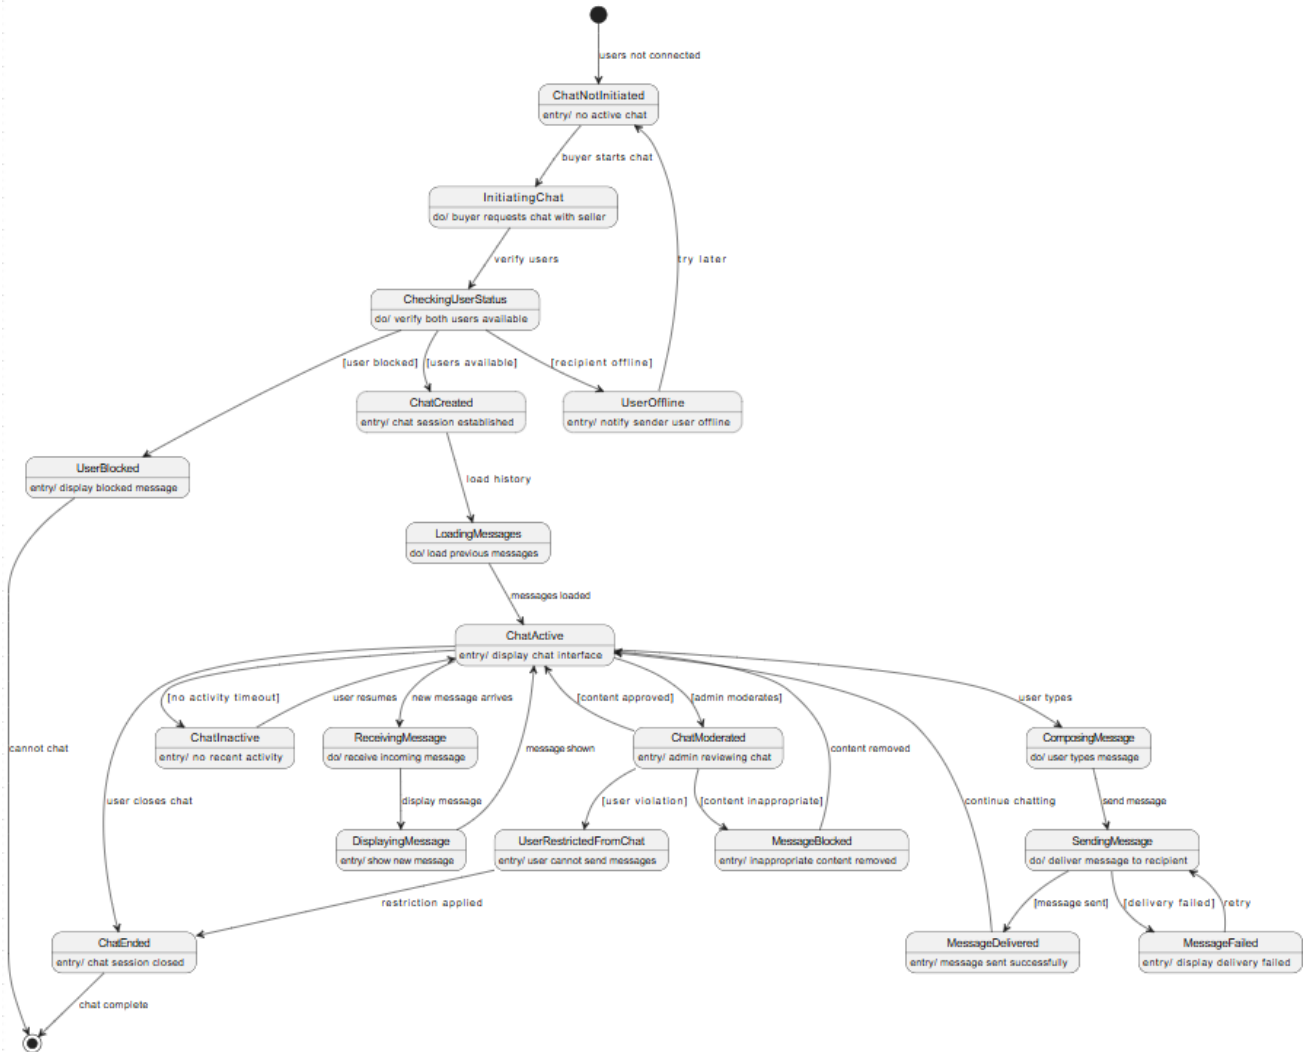 users not connected
ChatNotInitiated
entry/ no active chat
buyer starts chat
InitiatingChat
do/ buyer requests chat with seller
verify users
try later
CheckingUserStatus
do/ verify both users available
[user blocked]
[users available]
[recipient offline]
ChatCreated
entry/ chat session established
UserOffline
entry/ notify sender user offline
UserBlocked
entry/ display blocked message
load history
LoadingMessages
do/ load previous messages
messages loaded
ChatActive
entry/ display chat interface
[no activity timeout]
user resumes
new message arrives
[content approved]
[admin moderates]
user types
ChatInactive
entry/ no recent activity
ReceivingMessage
do/ receive incoming message
message shown
ChatModerated
entry/ admin reviewing chat
content removed
ComposingMessage
do/ user types message
cannot chat
user closes chat
display message
[user violation]
[content inappropriate]
continue chatting
send message
DisplayingMessage
entry/ show new message
UserRestrictedFromChat
entry/ user cannot send messages
MessageBlocked
entry/ inappropriate content removed
SendingMessage
do/ deliver message to recipient
restriction applied
[message sent]
[delivery failed]
retry
ChatEnded
entry/ chat session closed
MessageDelivered
entry/ message sent successfully
MessageFailed
entry/ display delivery failed
chat complete